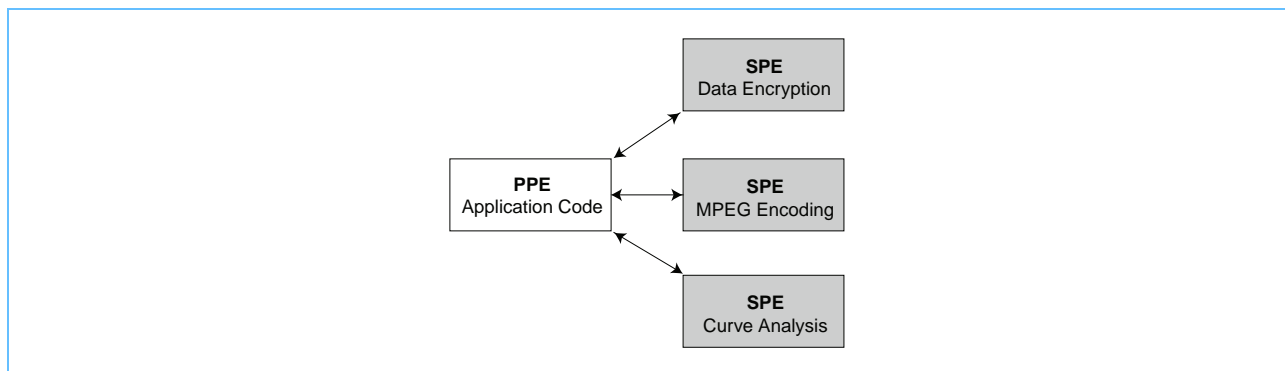 SPE
Data Encryption
PPE
Application Code
SPE
MPEG Encoding
SPE
Curve Analysis